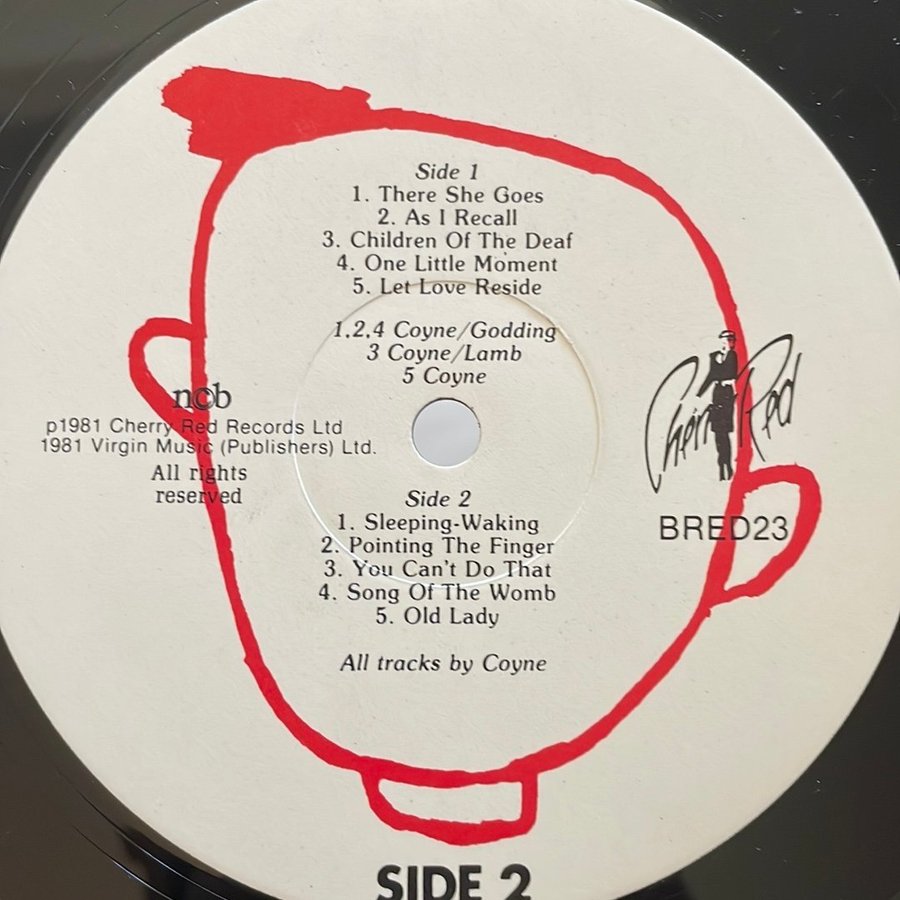 Side 1
1. There She Goes
2. As I Recall
3. Children Of The Deaf
4. One Little Moment
5. Let Love Reside
1,2,4 Coyne/Godding
3 Coyne/Lamb
5 Coyne
ncb
p1981 Cherry Red Records Ltd
1981 Virgin Music (Publishers) Ltd.
All rights
reserved
Cherry Red
BRED23
Side 2
1. Sleeping-Waking
2. Pointing The Finger
3. You Can't Do That
4. Song Of The Womb
5. Old Lady
All tracks by Coyne
SIDE 2